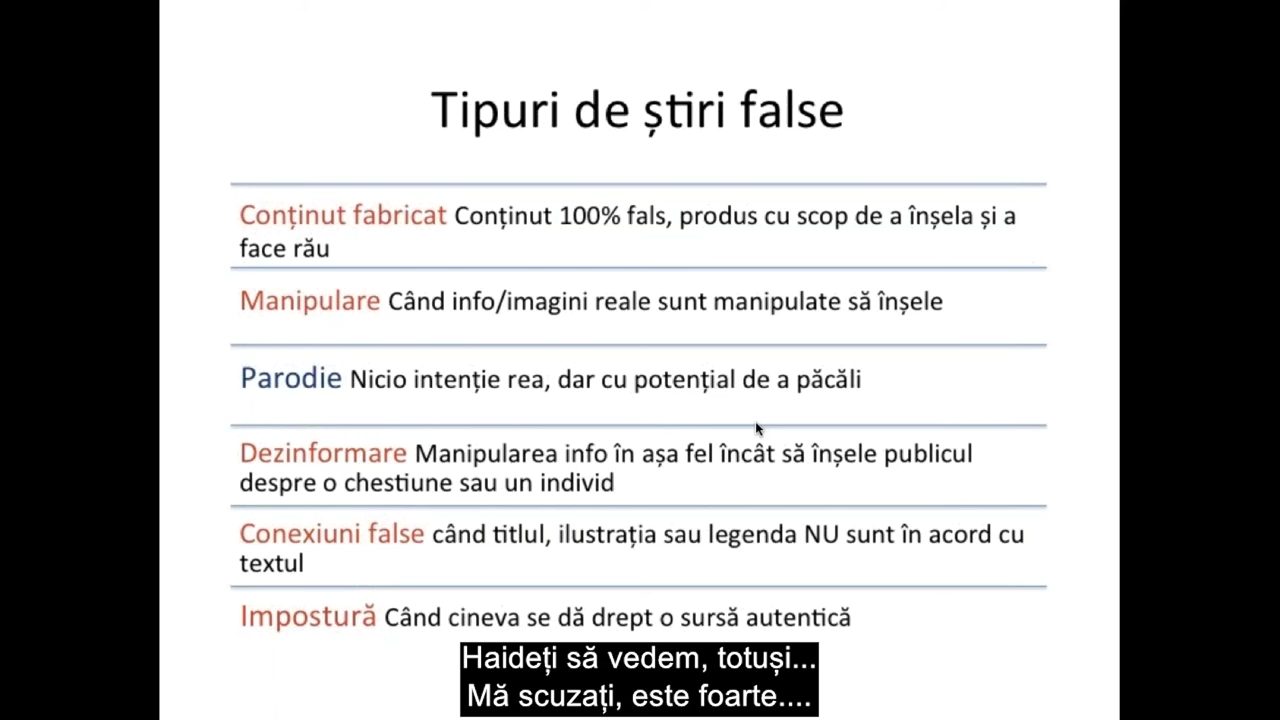 Tipuri de știri false
Conținut fabricat Conținut 100% fals, produs cu scop de a înșela și a
face rău
Manipulare Când info/imagini reale sunt manipulate să înșele
Parodie Nicio intenție rea, dar cu potențial de a păcăli
Dezinformare Manipularea info în așa fel încât să înșele publicul
despre o chestiune sau un individ
Conexiuni false când titlul, ilustrația sau legenda NU sunt în acord cu
textul
Impostură Când cineva se dă drept o sursă autentică
Haideți să vedem, totuși...
Mă scuzați, este foarte....